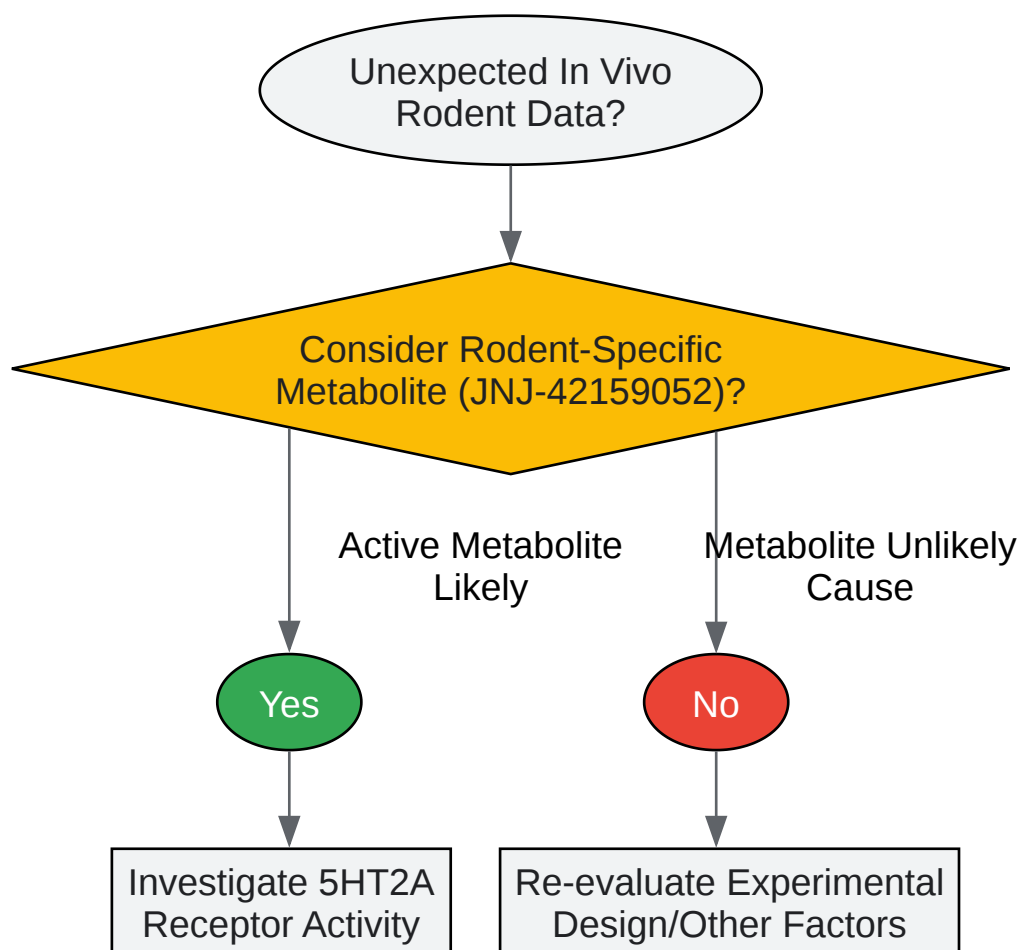 Unexpected In Vivo
Rodent Data?
Consider Rodent-Specific
Metabolite (JNJ-42159052)?
Active Metabolite
Likely
Metabolite Unlikely
Cause
Yes
No
Investigate 5HT2A
Receptor Activity
Re-evaluate Experimental
Design/Other Factors